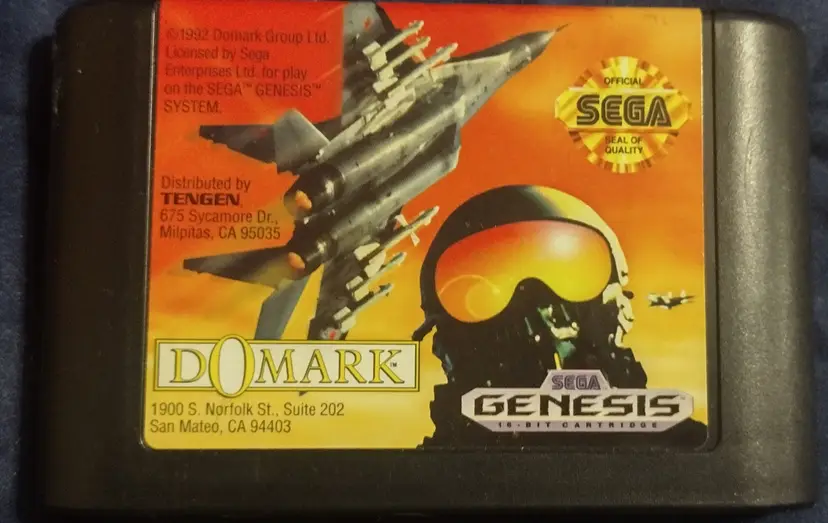 ©1992 Domark Group Ltd.
Licensed by Sega
Enterprises Ltd. for play
on the SEGA™ GENESIS™
SYSTEM.
OFFICIAL
SEGA
SEAL OF
QUALITY
Distributed by
TENGEN,
675 Sycamore Dr.,
Milpitas, CA 95035
DOMARK™
1900 S. Norfolk St., Suite 202
San Mateo, CA 94403
SEGA
GENESIS
16-BIT CARTRIDGE